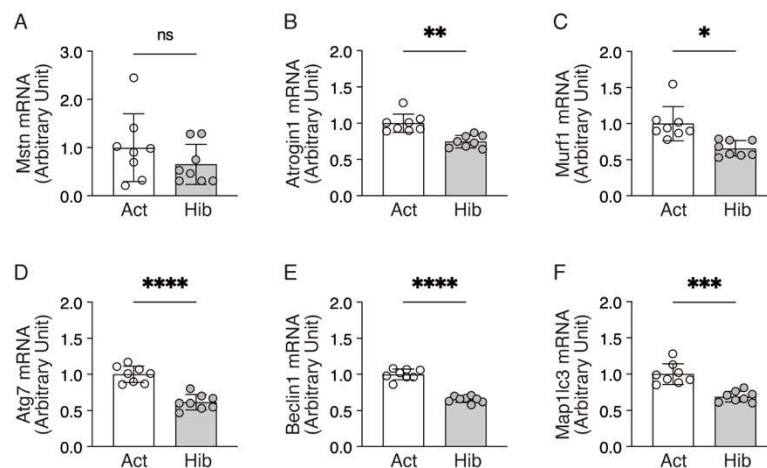 A
Mstn mRNA
(Arbitrary Unit)
3.0
2.0
1.0
0.0
ns
Act Hib
B
Atrogin1 mRNA
(Arbitrary Unit)
2.0
1.5
1.0
0.5
0.0
**
Act Hib
C
Murf1 mRNA
(Arbitrary Unit)
2.0
1.5
1.0
0.5
0.0
*
Act Hib
D
Atg7 mRNA
(Arbitrary Unit)
2.0
1.5
1.0
0.5
0.0
****
Act Hib
E
Beclin1 mRNA
(Arbitrary Unit)
2.0
1.5
1.0
0.5
0.0
****
Act Hib
F
Map1lc3 mRNA
(Arbitrary Unit)
2.0
1.5
1.0
0.5
0.0
***
Act Hib